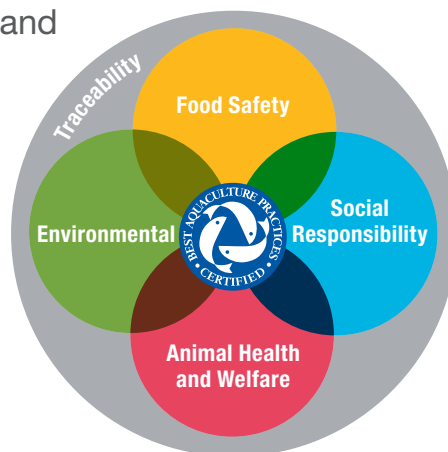 and
Traceability
Food Safety
Environmental
Social
Responsibility
BEST AQUACULTURE PRACTICES
• CERTIFIED •
Animal Health
and Welfare